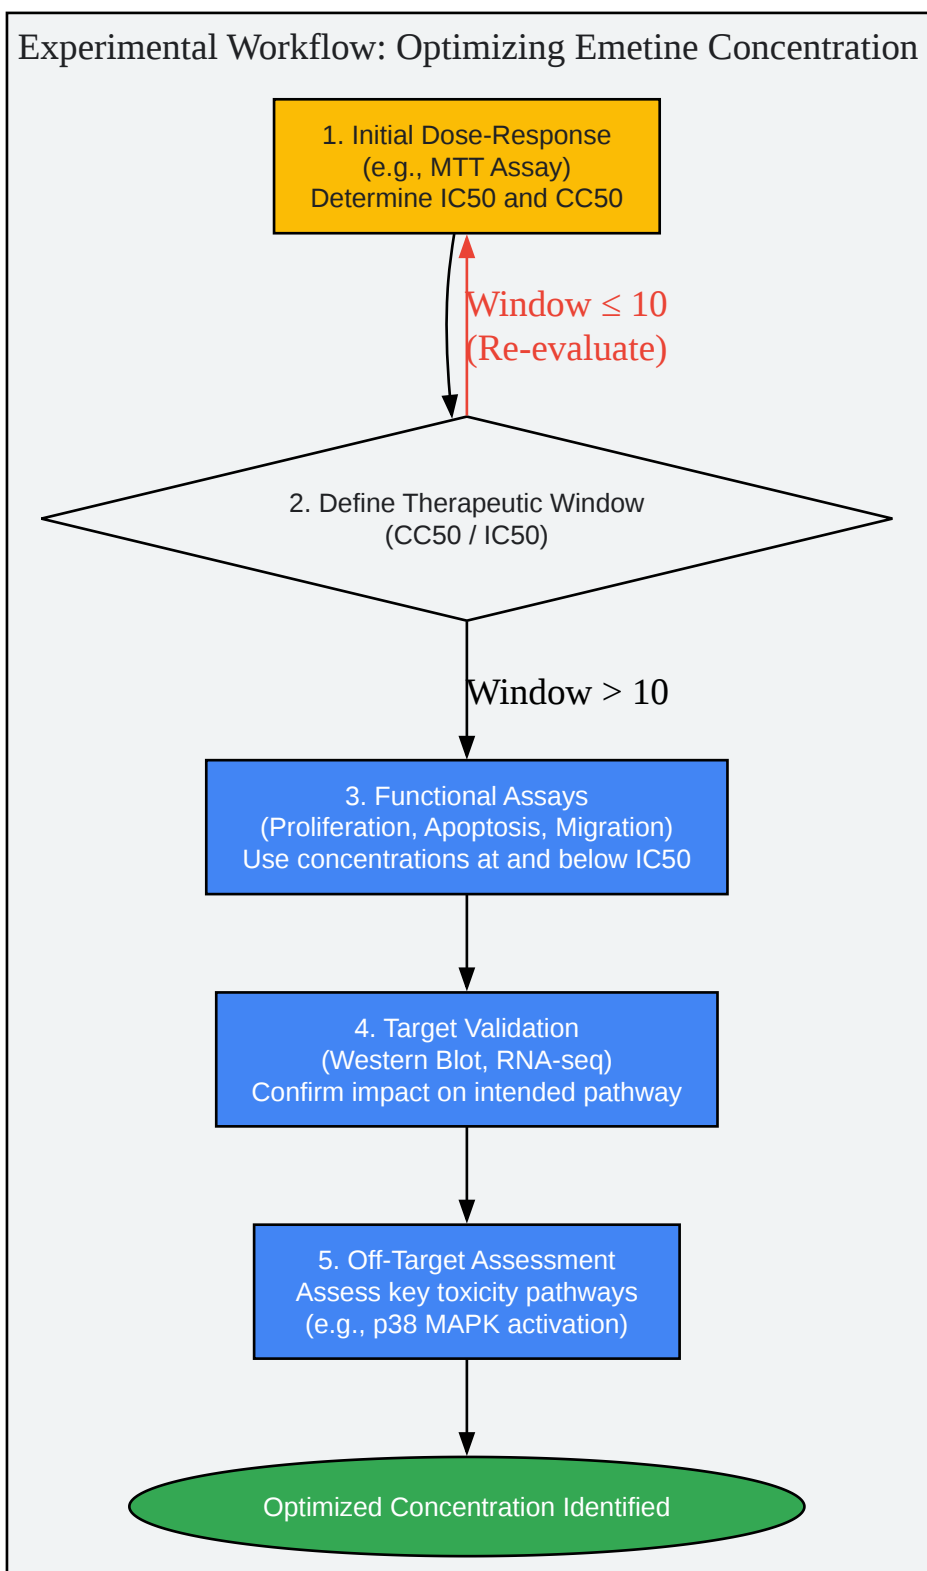 Experimental Workflow: Optimizing Emetine Concentration
1. Initial Dose-Response
(e.g., MTT Assay)
Determine IC50 and CC50
Window ≤ 10
(Re-evaluate)
2. Define Therapeutic Window
(CC50 / IC50)
Window > 10
3. Functional Assays
(Proliferation, Apoptosis, Migration)
Use concentrations at and below IC50
4. Target Validation
(Western Blot, RNA-seq)
Confirm impact on intended pathway
5. Off-Target Assessment
Assess key toxicity pathways
(e.g., p38 MAPK activation)
Optimized Concentration Identified